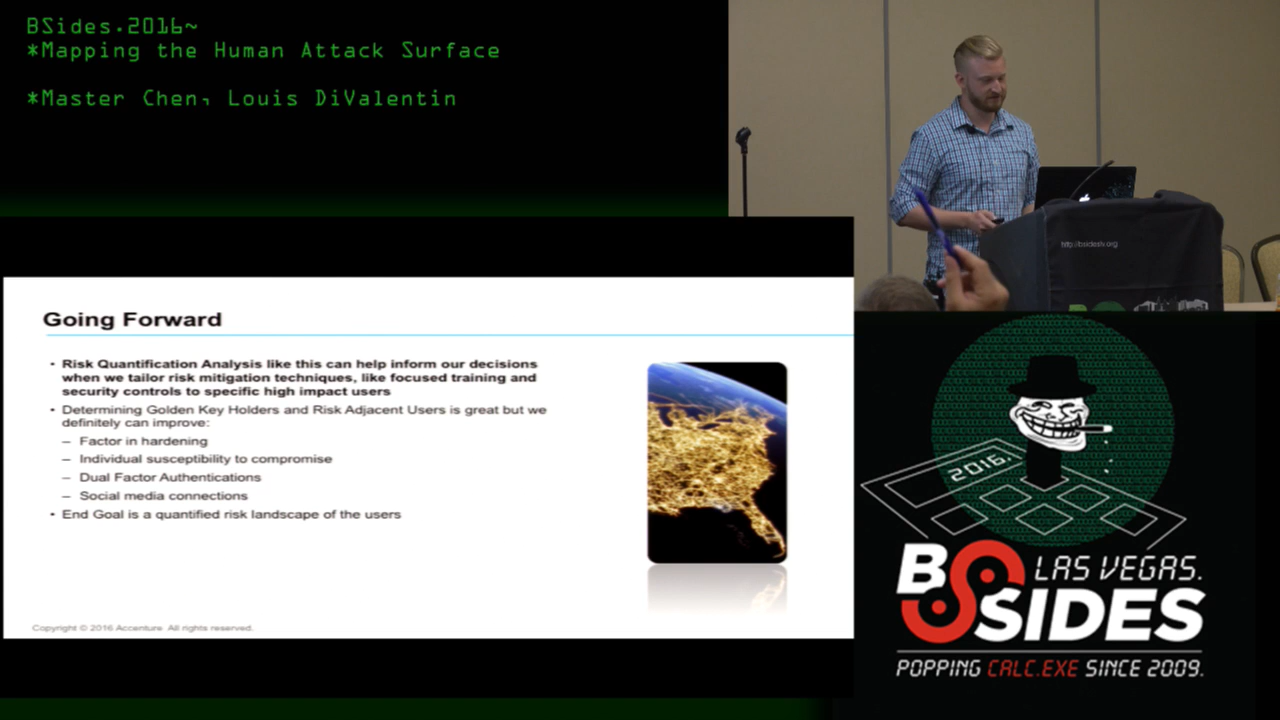 BSides.2016~
*Mapping the Human Attack Surface
*Master Chen, Louis DiValentin
http://bsideslv.org
Going Forward
• Risk Quantification Analysis like this can help inform our decisions
when we tailor risk mitigation techniques, like focused training and
security controls to specific high impact users
• Determining Golden Key Holders and Risk Adjacent Users is great but we
definitely can improve:
– Factor in hardening
– Individual susceptibility to compromise
– Dual Factor Authentications
– Social media connections
• End Goal is a quantified risk landscape of the users
Copyright © 2016 Accenture All rights reserved.
2016.
BSIDES
LAS VEGAS.
POPPING CALC.EXE SINCE 2009.